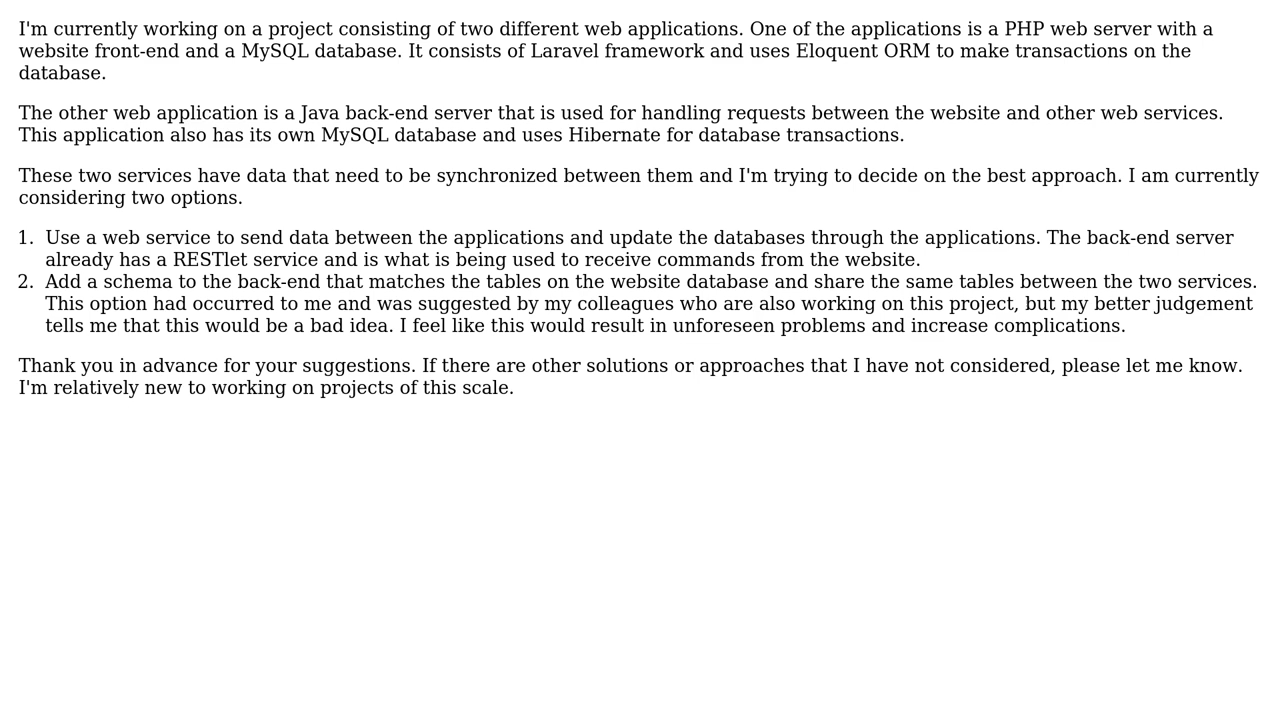 I'm currently working on a project consisting of two different web applications. One of the applications is a PHP web server with a
website front-end and a MySQL database. It consists of Laravel framework and uses Eloquent ORM to make transactions on the
database.
The other web application is a Java back-end server that is used for handling requests between the website and other web services.
This application also has its own MySQL database and uses Hibernate for database transactions.
These two services have data that need to be synchronized between them and I'm trying to decide on the best approach. I am currently
considering two options.
1. Use a web service to send data between the applications and update the databases through the applications. The back-end server
already has a RESTlet service and is what is being used to receive commands from the website.
2. Add a schema to the back-end that matches the tables on the website database and share the same tables between the two services.
This option had occurred to me and was suggested by my colleagues who are also working on this project, but my better judgement
tells me that this would be a bad idea. I feel like this would result in unforeseen problems and increase complications.
Thank you in advance for your suggestions. If there are other solutions or approaches that I have not considered, please let me know.
I'm relatively new to working on projects of this scale.